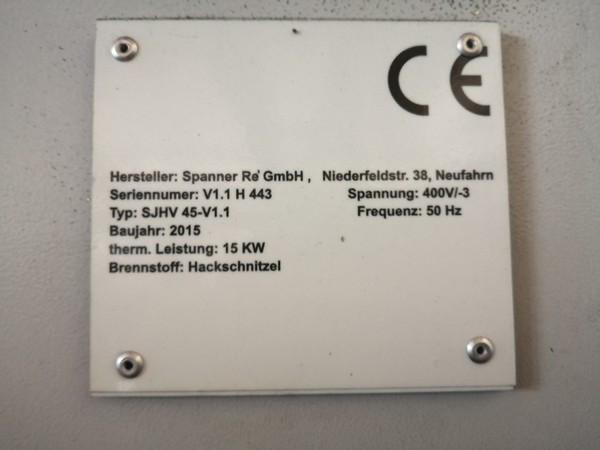 CE
Hersteller: Spanner Re² GmbH , Niederfeldstr. 38, Neufahrn
Seriennumer: V1.1 H 443 Spannung: 400V/-3
Typ: SJHV 45-V1.1 Frequenz: 50 Hz
Baujahr: 2015
therm. Leistung: 15 KW
Brennstoff: Hackschnitzel